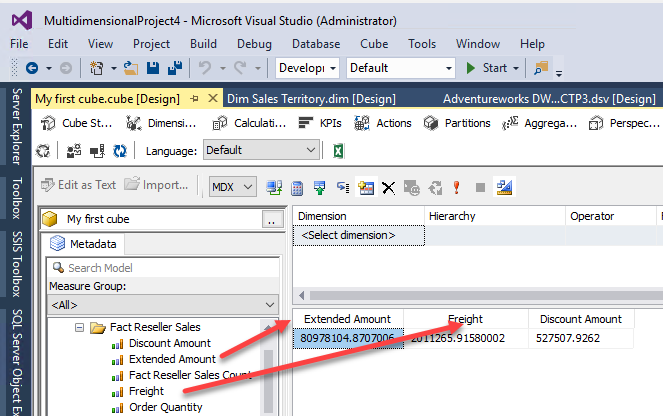 MultidimensionalProject4 - Microsoft Visual Studio (Administrator)
File Edit View Project Build Debug Database Cube Tools Window Help
Developı Default Start
My first cube.cube [Design] Dim Sales Territory.dim [Design] Adventureworks DW...CTP3.dsv [Design]
Cube St... Dimensi... Calculati... KPIs Actions Partitions Aggrega... Perspec...
Language: Default
Edit as Text Import... MDX
My first cube ..
Metadata
Search Model
Measure Group:
<All>
Fact Reseller Sales
Discount Amount
Extended Amount
Fact Reseller Sales Count
Freight
Order Quantity
Dimension Hierarchy Operator
<Select dimension>
Extended Amount Freight Discount Amount
80978104.8707006 2011265.91580002 527507.9262
Server Explorer
Toolbox
SSIS Toolbox
SQL Server Object Ex